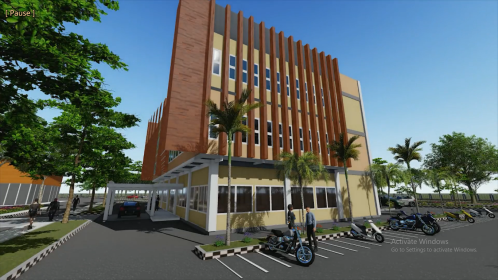 [ Pause ]
Activate Windows
Go to Settings to activate Windows.